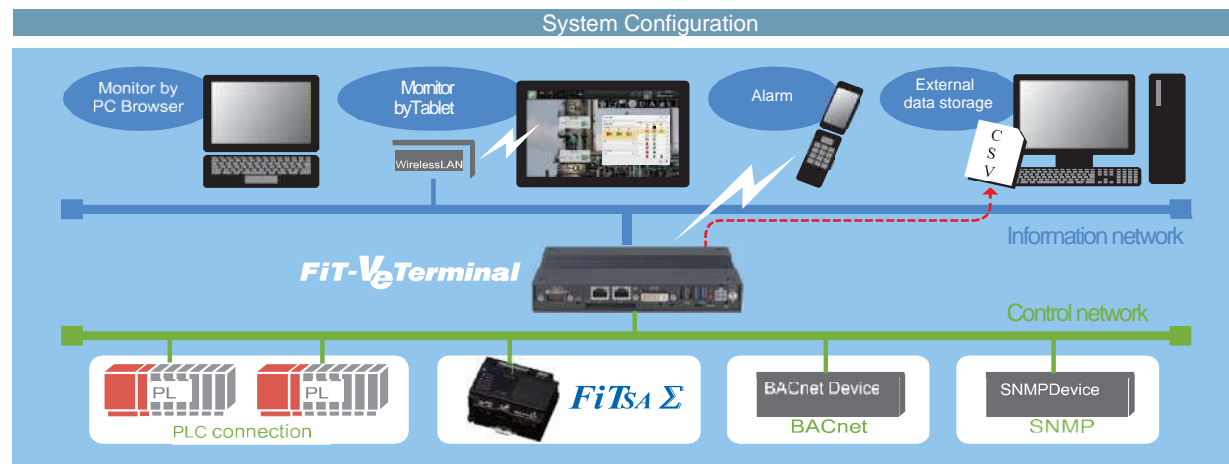 System Configuration
Monitor by
PC Browser
Mornitor
byTablet
WirelessLAN
Alarm
External
data storage
C
S
V
Information network
FiT-VeTerminal
Control network
PL
PL
PLC connection
FiTSA Σ
BACnet Device
BACnet
SNMPDevice
SNMP